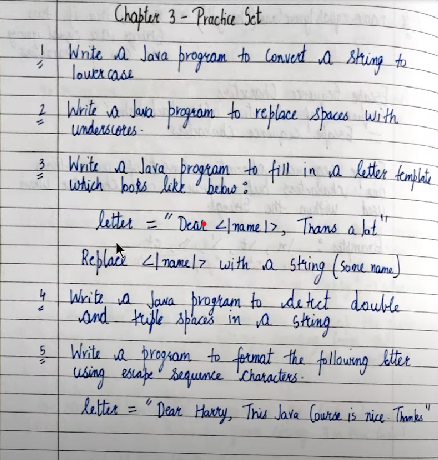 Chapter 3 - Practice Set
1 Write a Java program to Convert a string to
lowercase
2 Write a Java program to replace spaces with
underscores.
3 Write a Java program to fill in a letter template
which looks like below :
letter = "Dear <|name|>, Thans a lot"
Replace <|name|> with a string (some name)
4 Write a Java program to detect double
and triple spaces in a string
5 Write a program to format the following letter
using escape sequence characters.
letter = "Dear Harry, This Java Course is nice. Thanks"